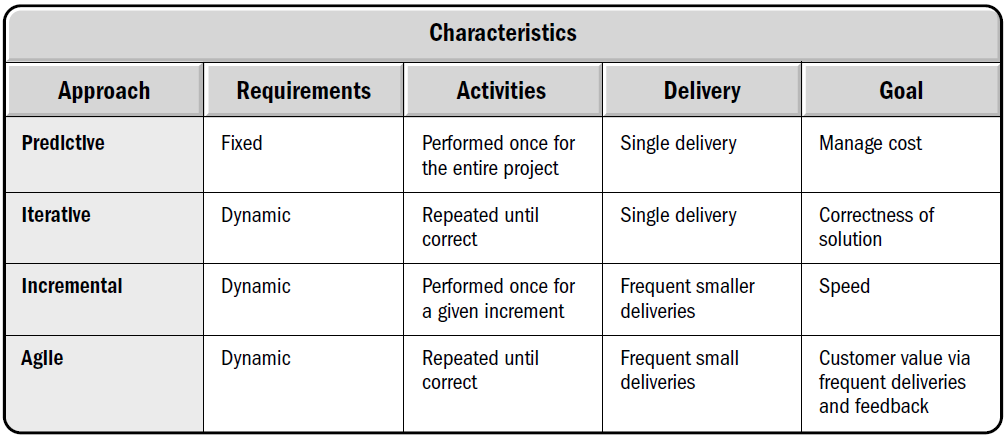 Characteristics
Approach Requirements Activities Delivery Goal
Predictive Fixed Performed once for Single delivery Manage cost
the entire project
Iterative Dynamic Repeated until Single delivery Correctness of
correct solution
Incremental Dynamic Performed once for Frequent smaller Speed
a given increment deliveries
Agile Dynamic Repeated until Frequent small Customer value via
correct deliveries frequent deliveries
and feedback